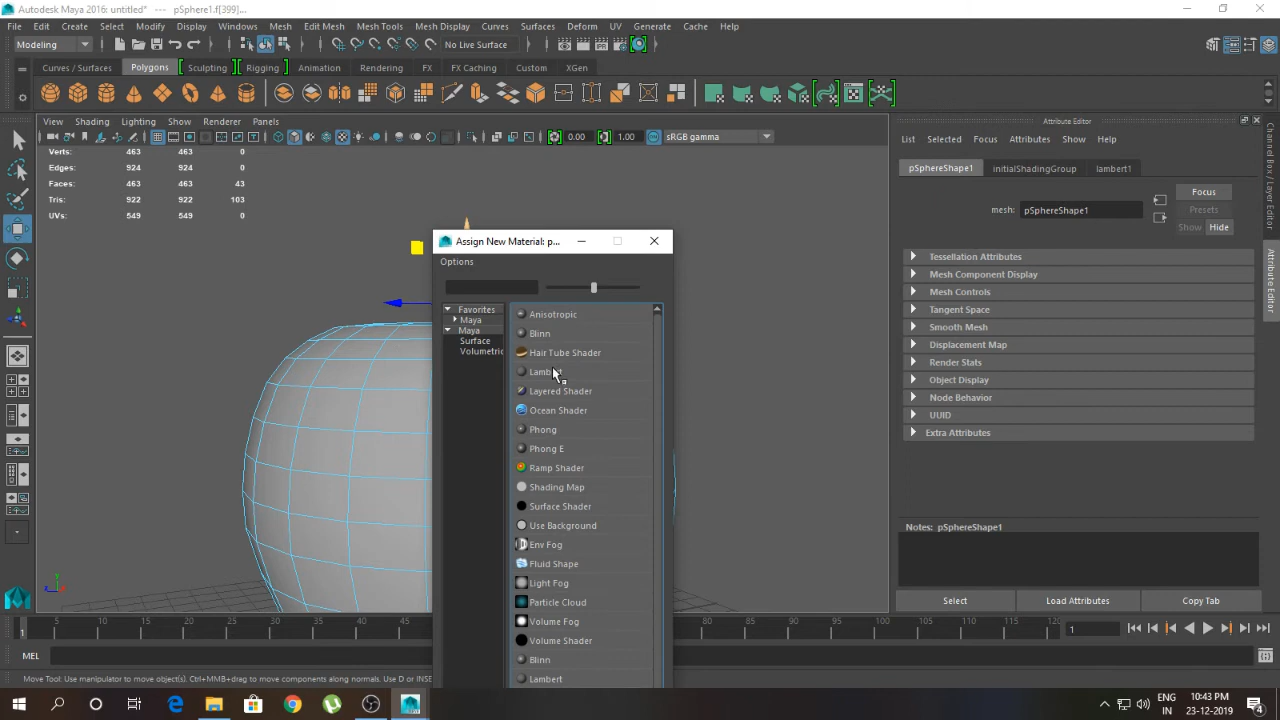 Autodesk Maya 2016: untitled* --- pSphere1.f[399]...
File Edit Create Select Modify Display Windows Mesh Edit Mesh Mesh Tools Mesh Display Curves Surfaces Deform UV Generate Cache Help
Modeling No Live Surface
Curves / Surfaces Polygons Sculpting Rigging Animation Rendering FX FX Caching Custom XGen
View Shading Lighting Show Renderer Panels
0.00 1.00 sRGB gamma
Verts: 463 463 0
Edges: 924 924 0
Faces: 463 463 43
Tris: 922 922 103
UVs: 549 549 0
Assign New Material: p...
Options
Favorites
Maya
Maya
Surface
Volumetric
Anisotropic
Blinn
Hair Tube Shader
Lambert
Layered Shader
Ocean Shader
Phong
Phong E
Ramp Shader
Shading Map
Surface Shader
Use Background
Env Fog
Fluid Shape
Light Fog
Particle Cloud
Volume Fog
Volume Shader
Blinn
Lambert
Attribute Editor
List Selected Focus Attributes Show Help
pSphereShape1 initialShadingGroup lambert1
Focus
mesh: pSphereShape1
Presets
Show Hide
Tessellation Attributes
Mesh Component Display
Mesh Controls
Tangent Space
Smooth Mesh
Displacement Map
Render Stats
Object Display
Node Behavior
UUID
Extra Attributes
Notes: pSphereShape1
Select Load Attributes Copy Tab
Channel Box / Layer Editor
Attribute Editor
1 5 10 15 20 25 30 35 40 45 80 85 90 95 100 105 110 115 120 1
MEL
Move Tool: Use manipulator to move object(s). Ctrl+MMB+drag to move components along normals. Use D or INSE
ENG 10:43 PM
IN 23-12-2019
4